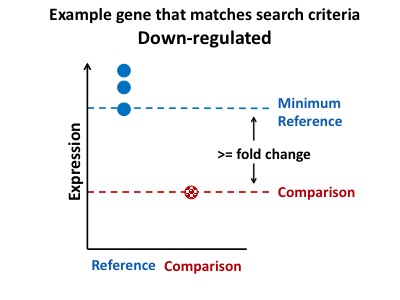 Example gene that matches search criteria
Down-regulated
Minimum
Reference
>= fold change
Comparison
Expression
Reference Comparison